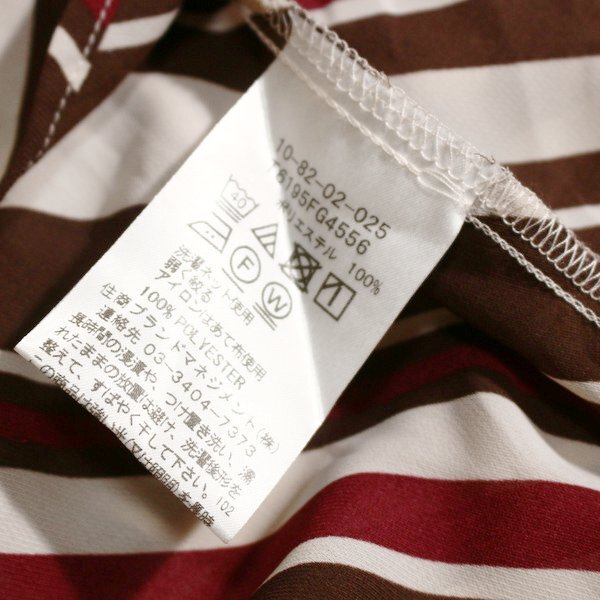 10-82-02-025
T6195FG4556
ポリエステル 100%
40
F
W
洗濯ネット使用
弱く絞る
アイロンはあて布使用
100% POLYESTER
住商ブランドマネジメント(株)
連絡先 03-3404-7373
長時間の浸漬や、つけ置き洗い、濡
れたままの放置は避け、洗濯後形を
整えて、すばやく干して下さい。 102